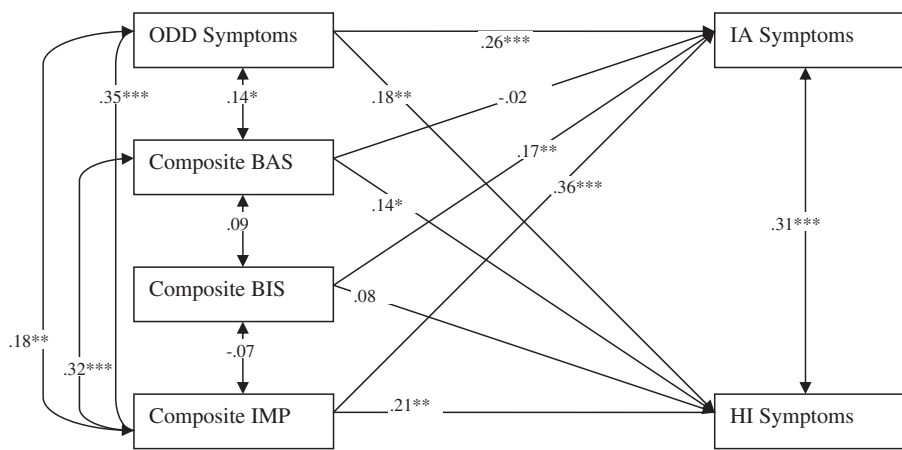 ODD Symptoms
IA Symptoms
.26***
.35***
.14*
.18**
-.02
Composite BAS
.17**
.36***
.14*
.09
.31***
Composite BIS
.08
.18**
-.07
.32***
Composite IMP
.21**
HI Symptoms